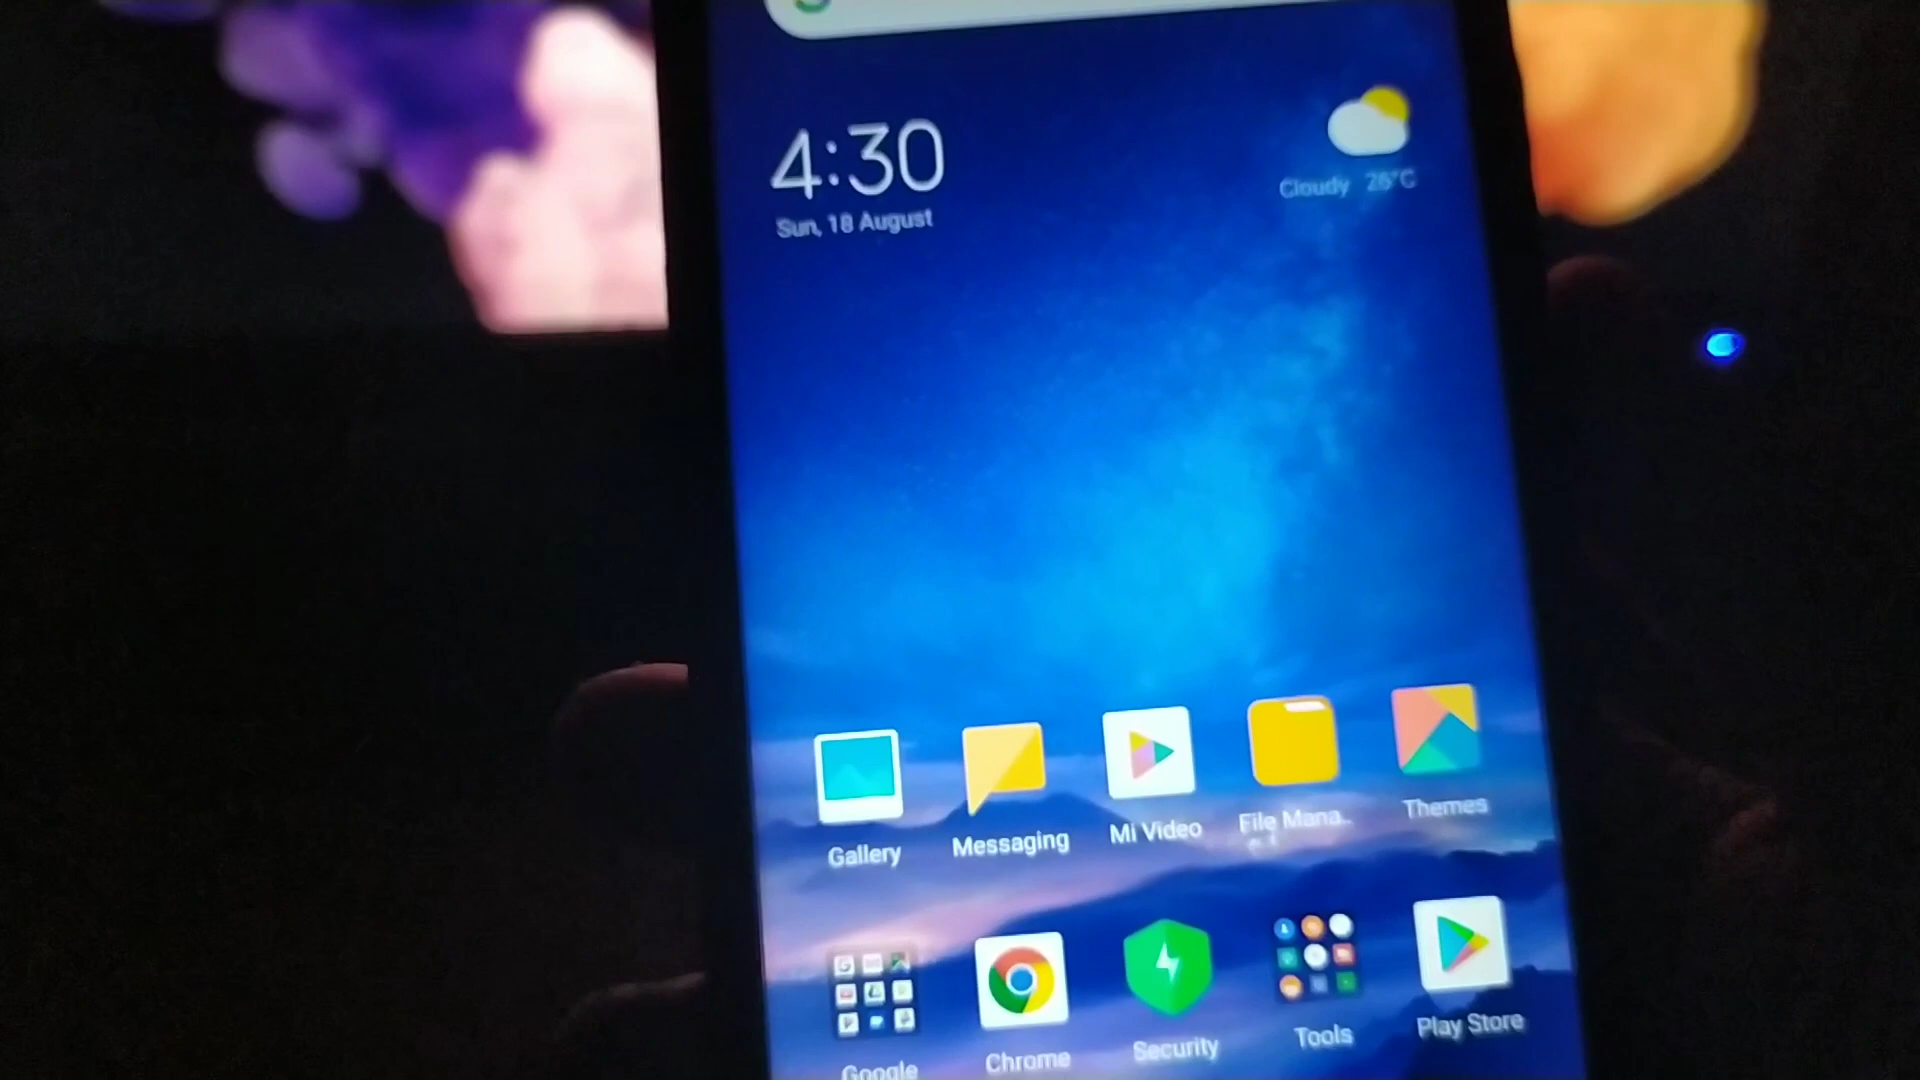 4:30
Sun, 18 August
Cloudy 26°C
Gallery
Messaging
Mi Video
File Mana..
Themes
Google
Chrome
Security
Tools
Play Store